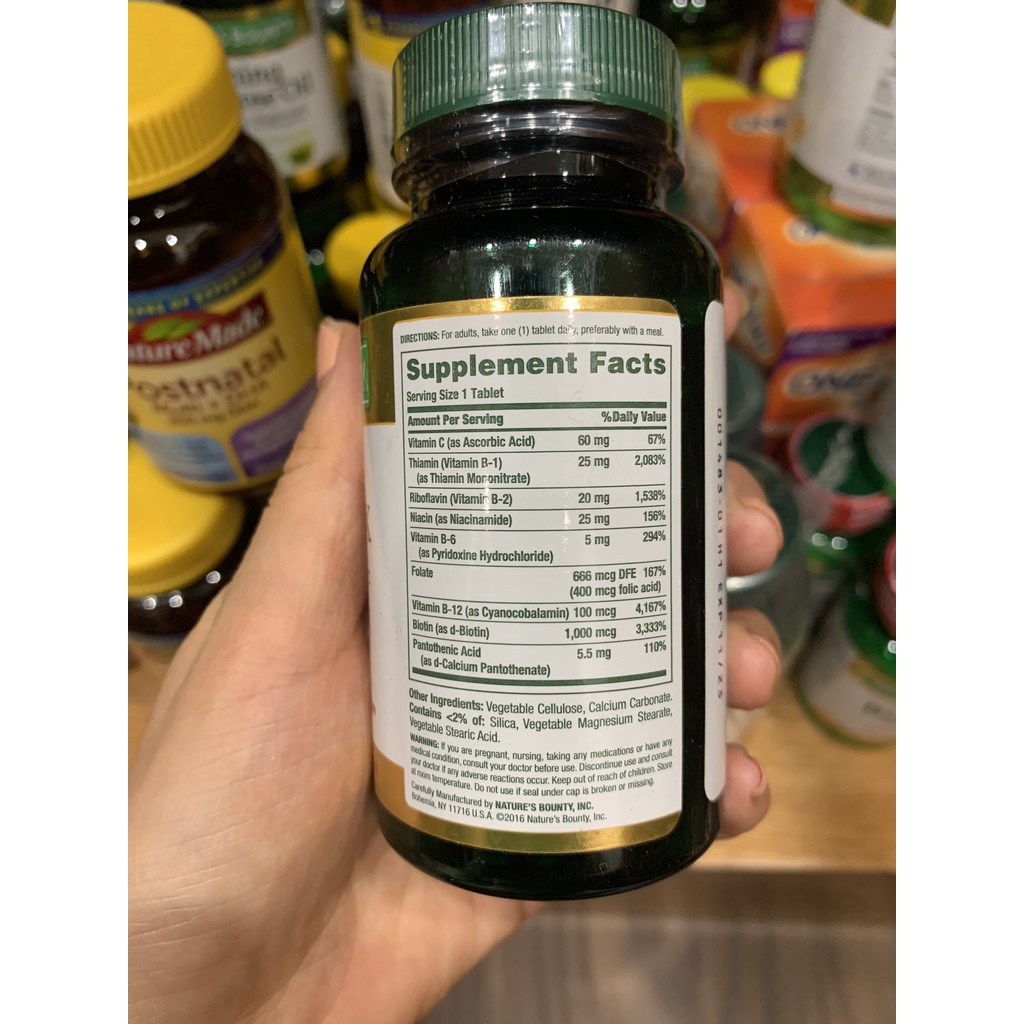 DIRECTIONS: For adults, take one (1) tablet daily, preferably with a meal.
Supplement Facts
Serving Size 1 Tablet
Amount Per Serving %Daily Value
Vitamin C (as Ascorbic Acid) 60 mg 67%
Thiamin (Vitamin B-1) 25 mg 2,083%
(as Thiamin Mononitrate)
Riboflavin (Vitamin B-2) 20 mg 1,538%
Niacin (as Niacinamide) 25 mg 156%
Vitamin B-6 5 mg 294%
(as Pyridoxine Hydrochloride)
Folate 666 mcg DFE 167%
(400 mcg folic acid)
Vitamin B-12 (as Cyanocobalamin) 100 mcg 4,167%
Biotin (as d-Biotin) 1,000 mcg 3,333%
Pantothenic Acid 5.5 mg 110%
(as d-Calcium Pantothenate)
Other Ingredients: Vegetable Cellulose, Calcium Carbonate.
Contains <2% of: Silica, Vegetable Magnesium Stearate,
Vegetable Stearic Acid.
WARNING: If you are pregnant, nursing, taking any medications or have any
medical condition, consult your doctor before use. Discontinue use and consult
your doctor if any adverse reactions occur. Keep out of reach of children. Store
at room temperature. Do not use if seal under cap is broken or missing.
Carefully Manufactured by NATURE'S BOUNTY, INC.
Bohemia, NY 11716 U.S.A. ©2016 Nature's Bounty, Inc.
001483-01H1 EXP 11/23
ature Made
ostnatal
ONE